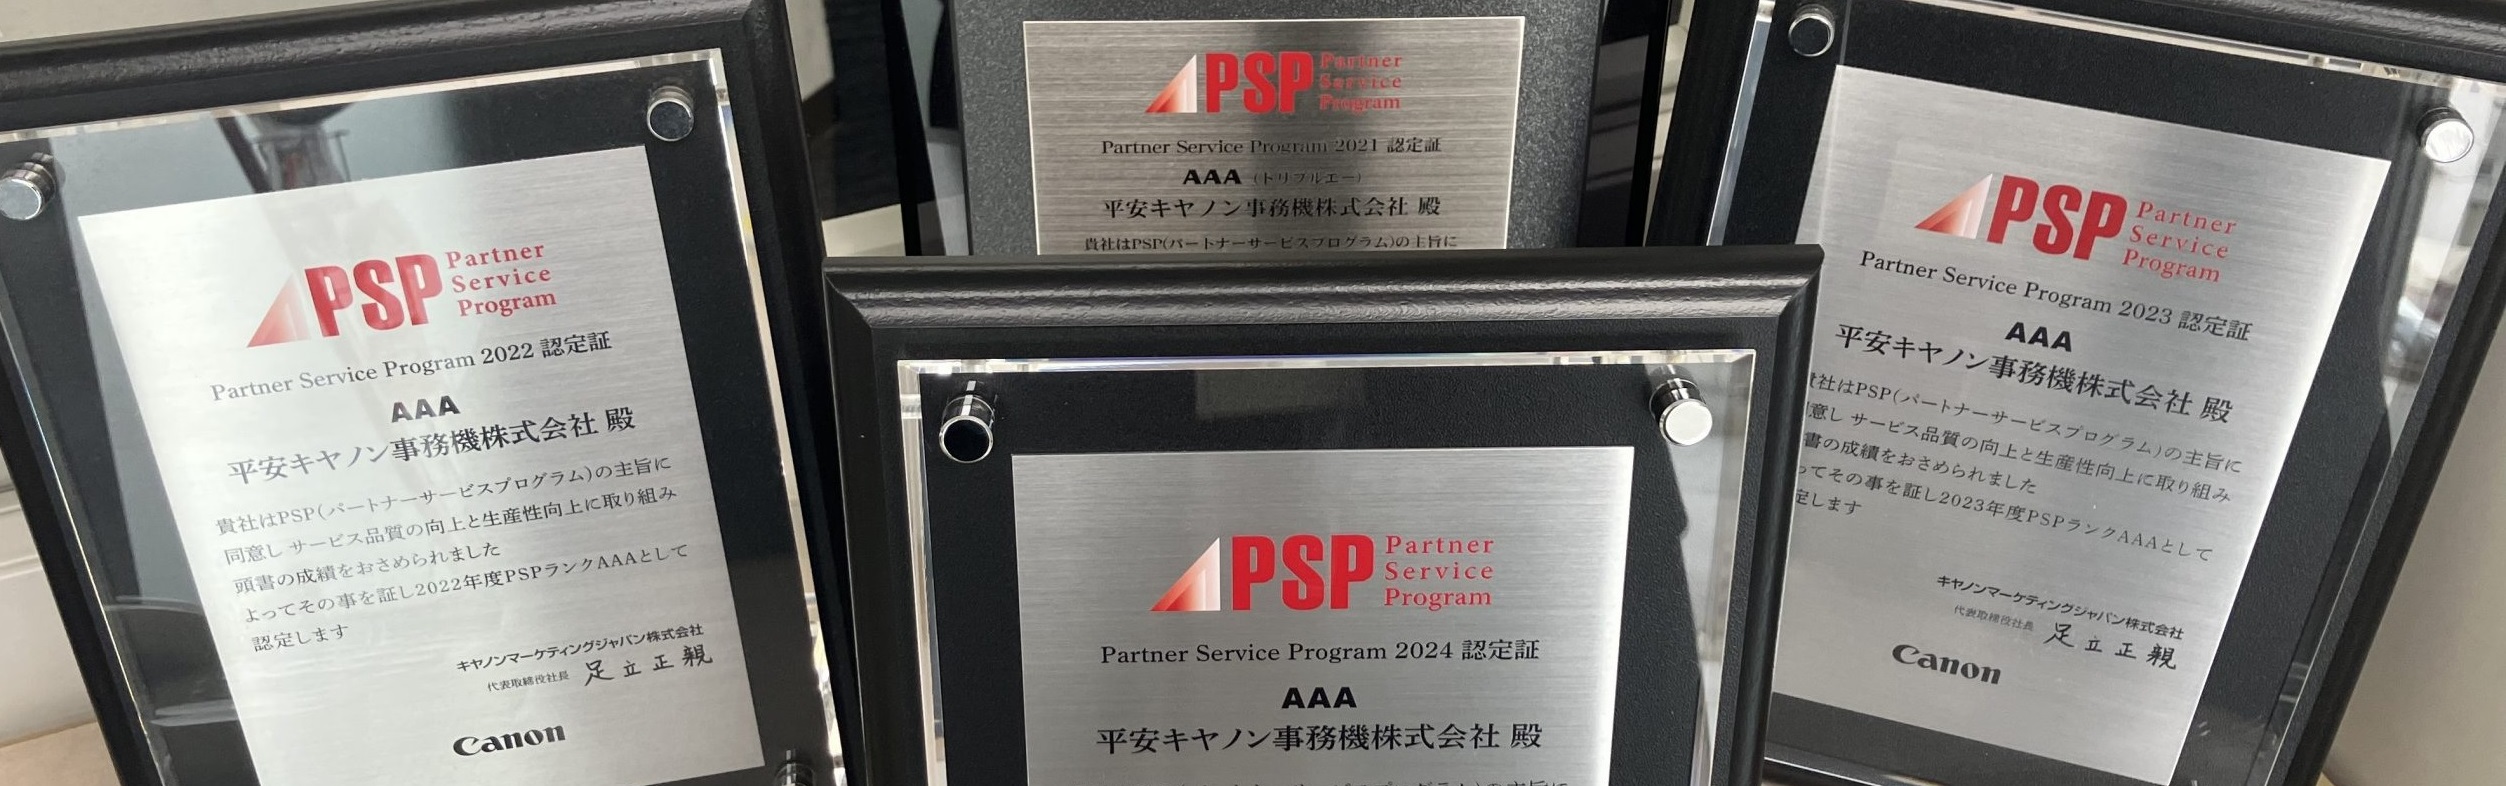 PSP Partner
Service
Program
Partner Service Program 2022 認定証
AAA
平安キヤノン事務機株式会社 殿
貴社はPSP(パートナーサービスプログラム)の主旨に
同意し サービス品質の向上と生産性向上に取り組み
頭書の成績をおさめられました
よってその事を証し2022年度PSPランクAAAとして
認定します
キヤノンマーケティングジャパン株式会社
代表取締役社長 足立正親
Canon
PSP Partner
Service
Program
Partner Service Program 2021 認定証
AAA (トリプルエー)
平安キヤノン事務機株式会社 殿
貴社はPSP(パートナーサービスプログラム)の主旨に
PSP Partner
Service
Program
Partner Service Program 2024 認定証
AAA
平安キヤノン事務機株式会社 殿
PSP Partner
Service
Program
Partner Service Program 2023 認定証
AAA
平安キヤノン事務機株式会社 殿
貴社はPSP(パートナーサービスプログラム)の主旨に
意し サービス品質の向上と生産性向上に取り組み
書の成績をおさめられました
ってその事を証し2023年度PSPランクAAAとして
定します
キヤノンマーケティングジャパン株式会社
代表取締役社長 足立正親
Canon